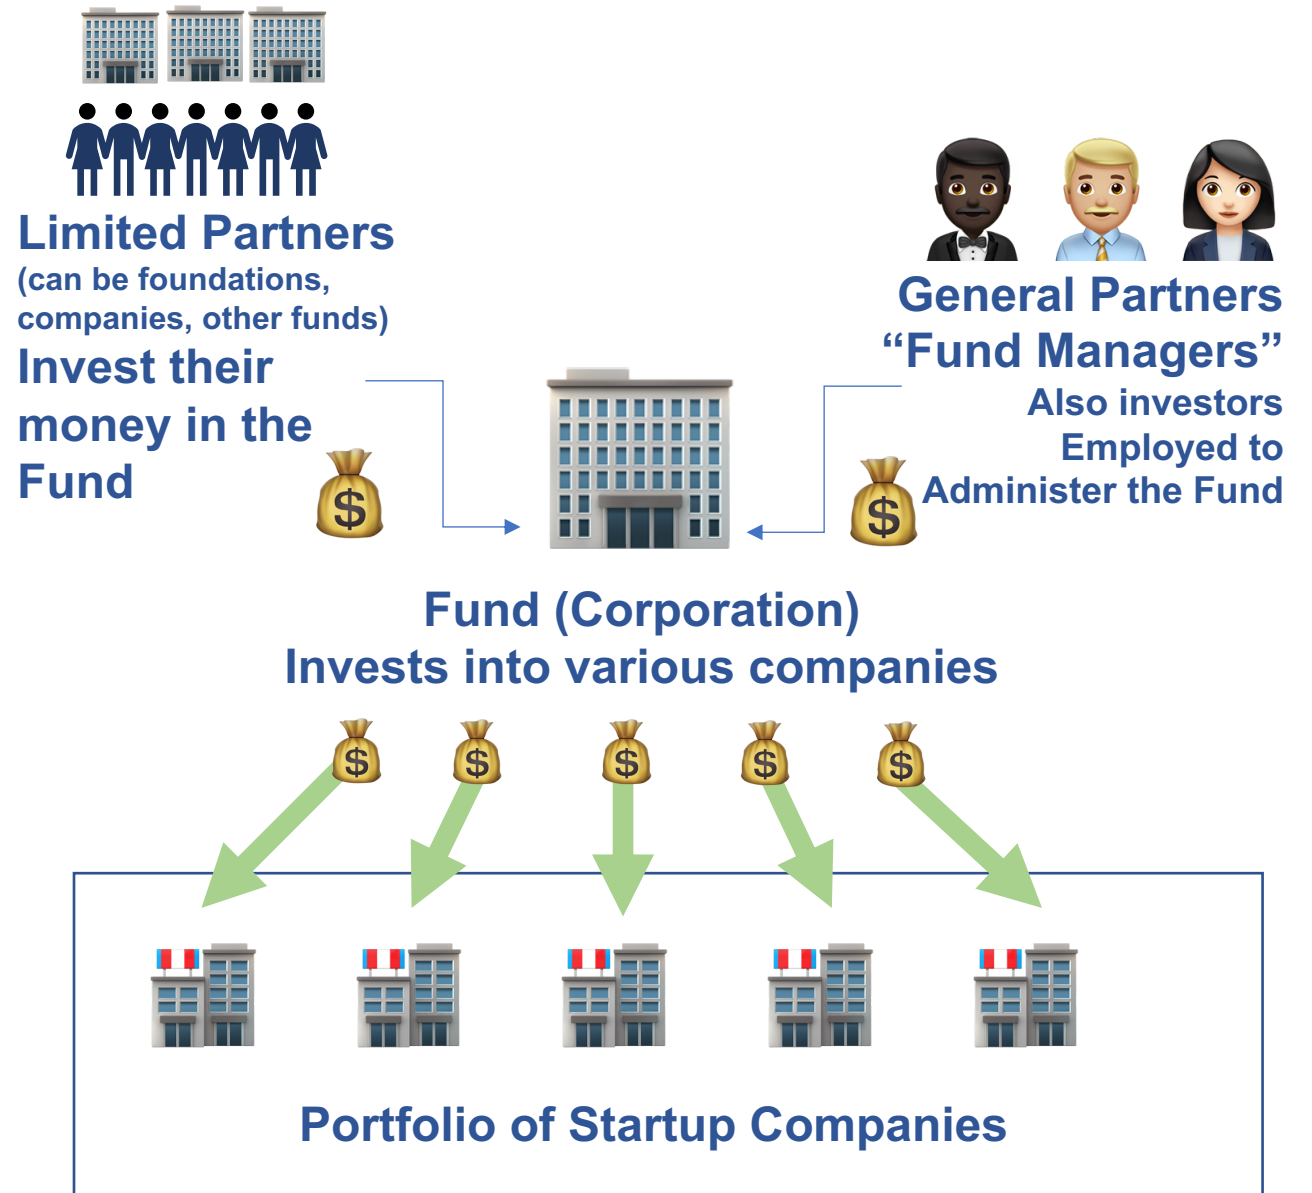 Limited Partners
(can be foundations,
companies, other funds)
Invest their
money in the
Fund
$
General Partners
“Fund Managers”
Also investors
Employed to
Administer the Fund
$
Fund (Corporation)
Invests into various companies
$ $ $ $ $
Portfolio of Startup Companies